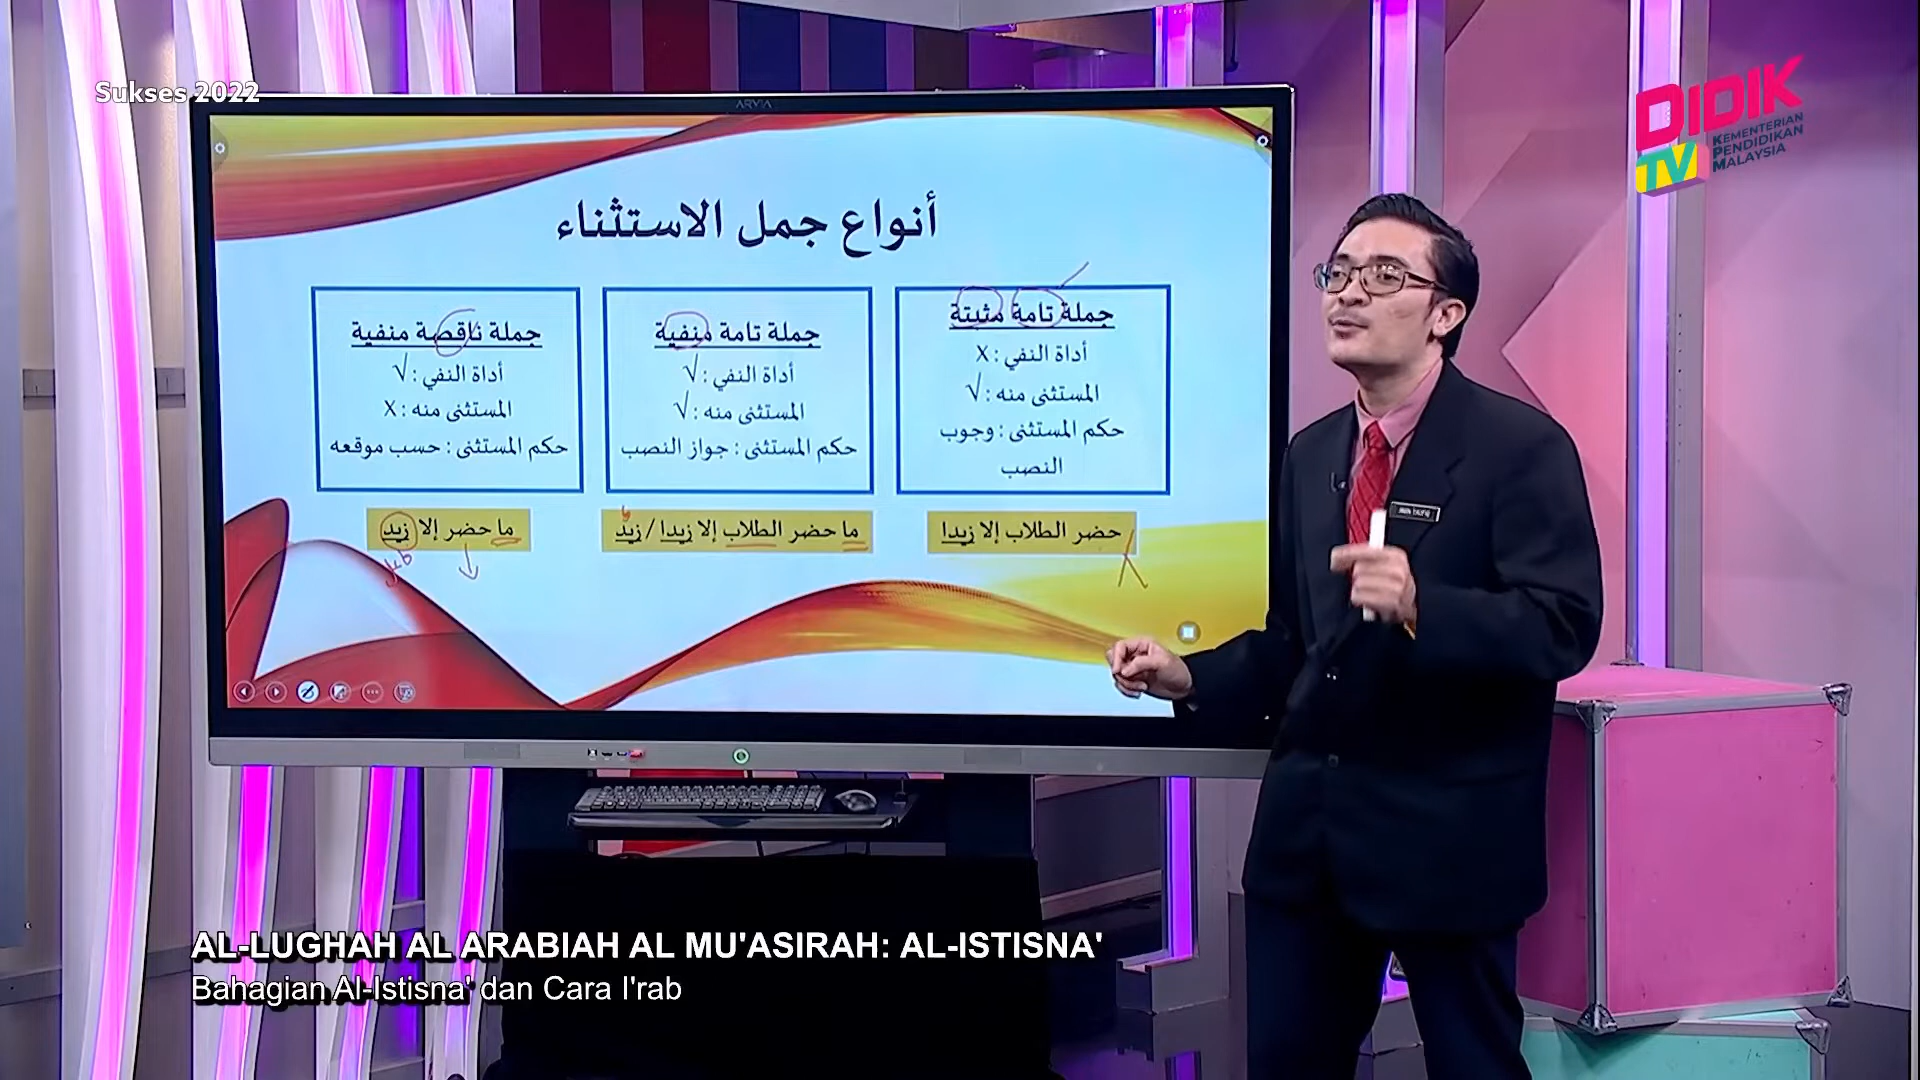 Sukses 2022
DIDIK
TV
KEMENTERIAN
PENDIDIKAN
MALAYSIA
ARVIA
أنواع جمل الاستثناء
جملة تامة مثبتة
أداة النفي : X
المستثنى منه : √
حكم المستثنى : وجوب
النصب
حضر الطلاب إلا زيدا
جملة تامة منفية
أداة النفي : √
المستثنى منه : √
حكم المستثنى : جواز النصب
ما حضر الطلاب إلا زيدا / زيد
جملة ناقصة منفية
أداة النفي : √
المستثنى منه : X
حكم المستثنى : حسب موقعه
ما حضر إلا زيد
AL-LUGHAH AL ARABIAH AL MU'ASIRAH: AL-ISTISNA'
Bahagian Al-Istisna' dan Cara I'rab